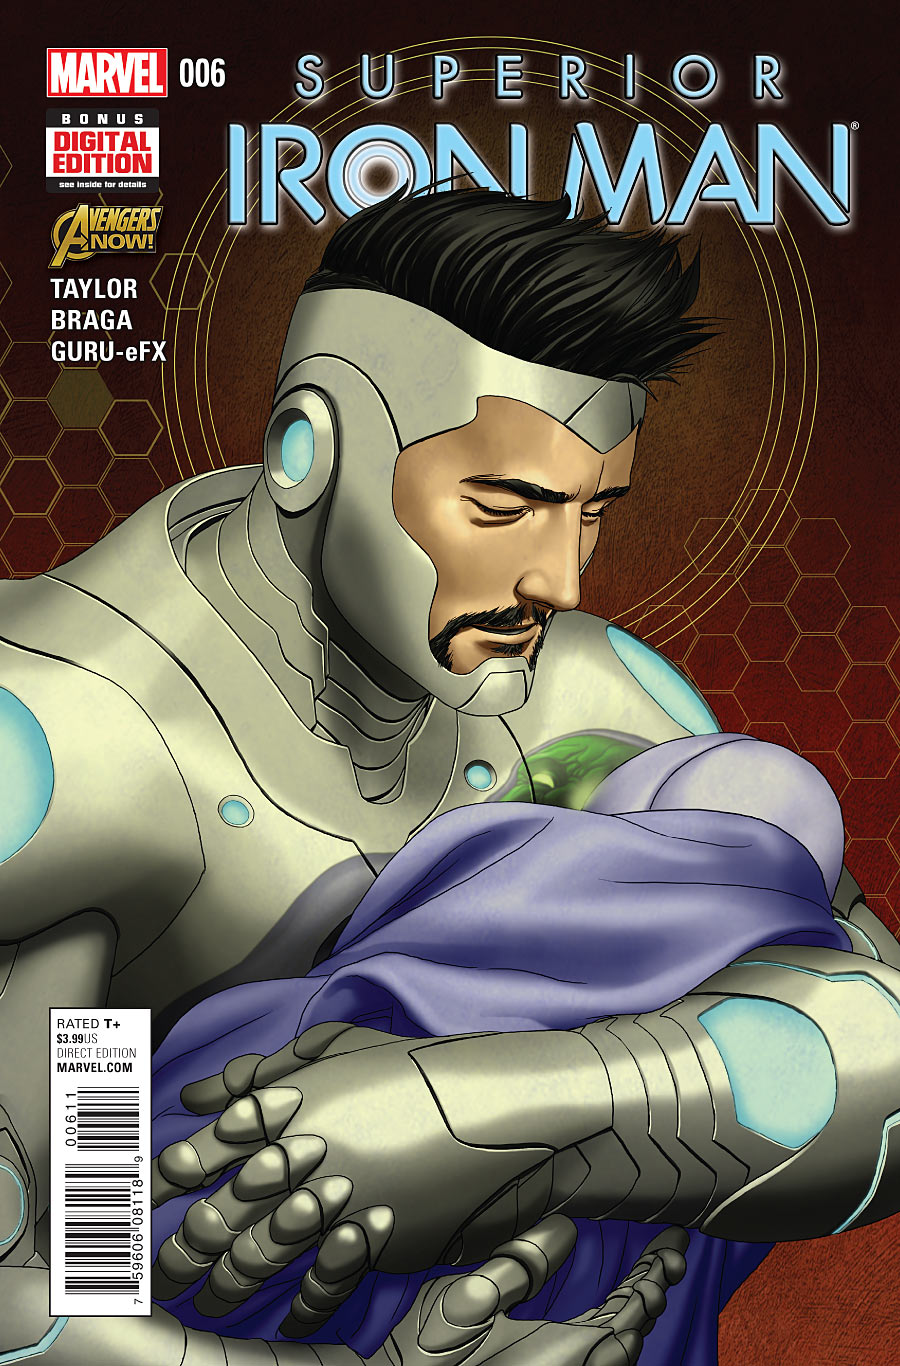 MARVEL 006
BONUS
DIGITAL
EDITION
see inside for details
AVENGERS
NOW!
TAYLOR
BRAGA
GURU-eFX
SUPERIOR
IRON MAN®
RATED T+
$3.99US
DIRECT EDITION
MARVEL.COM
00611
7 59606 08118 9